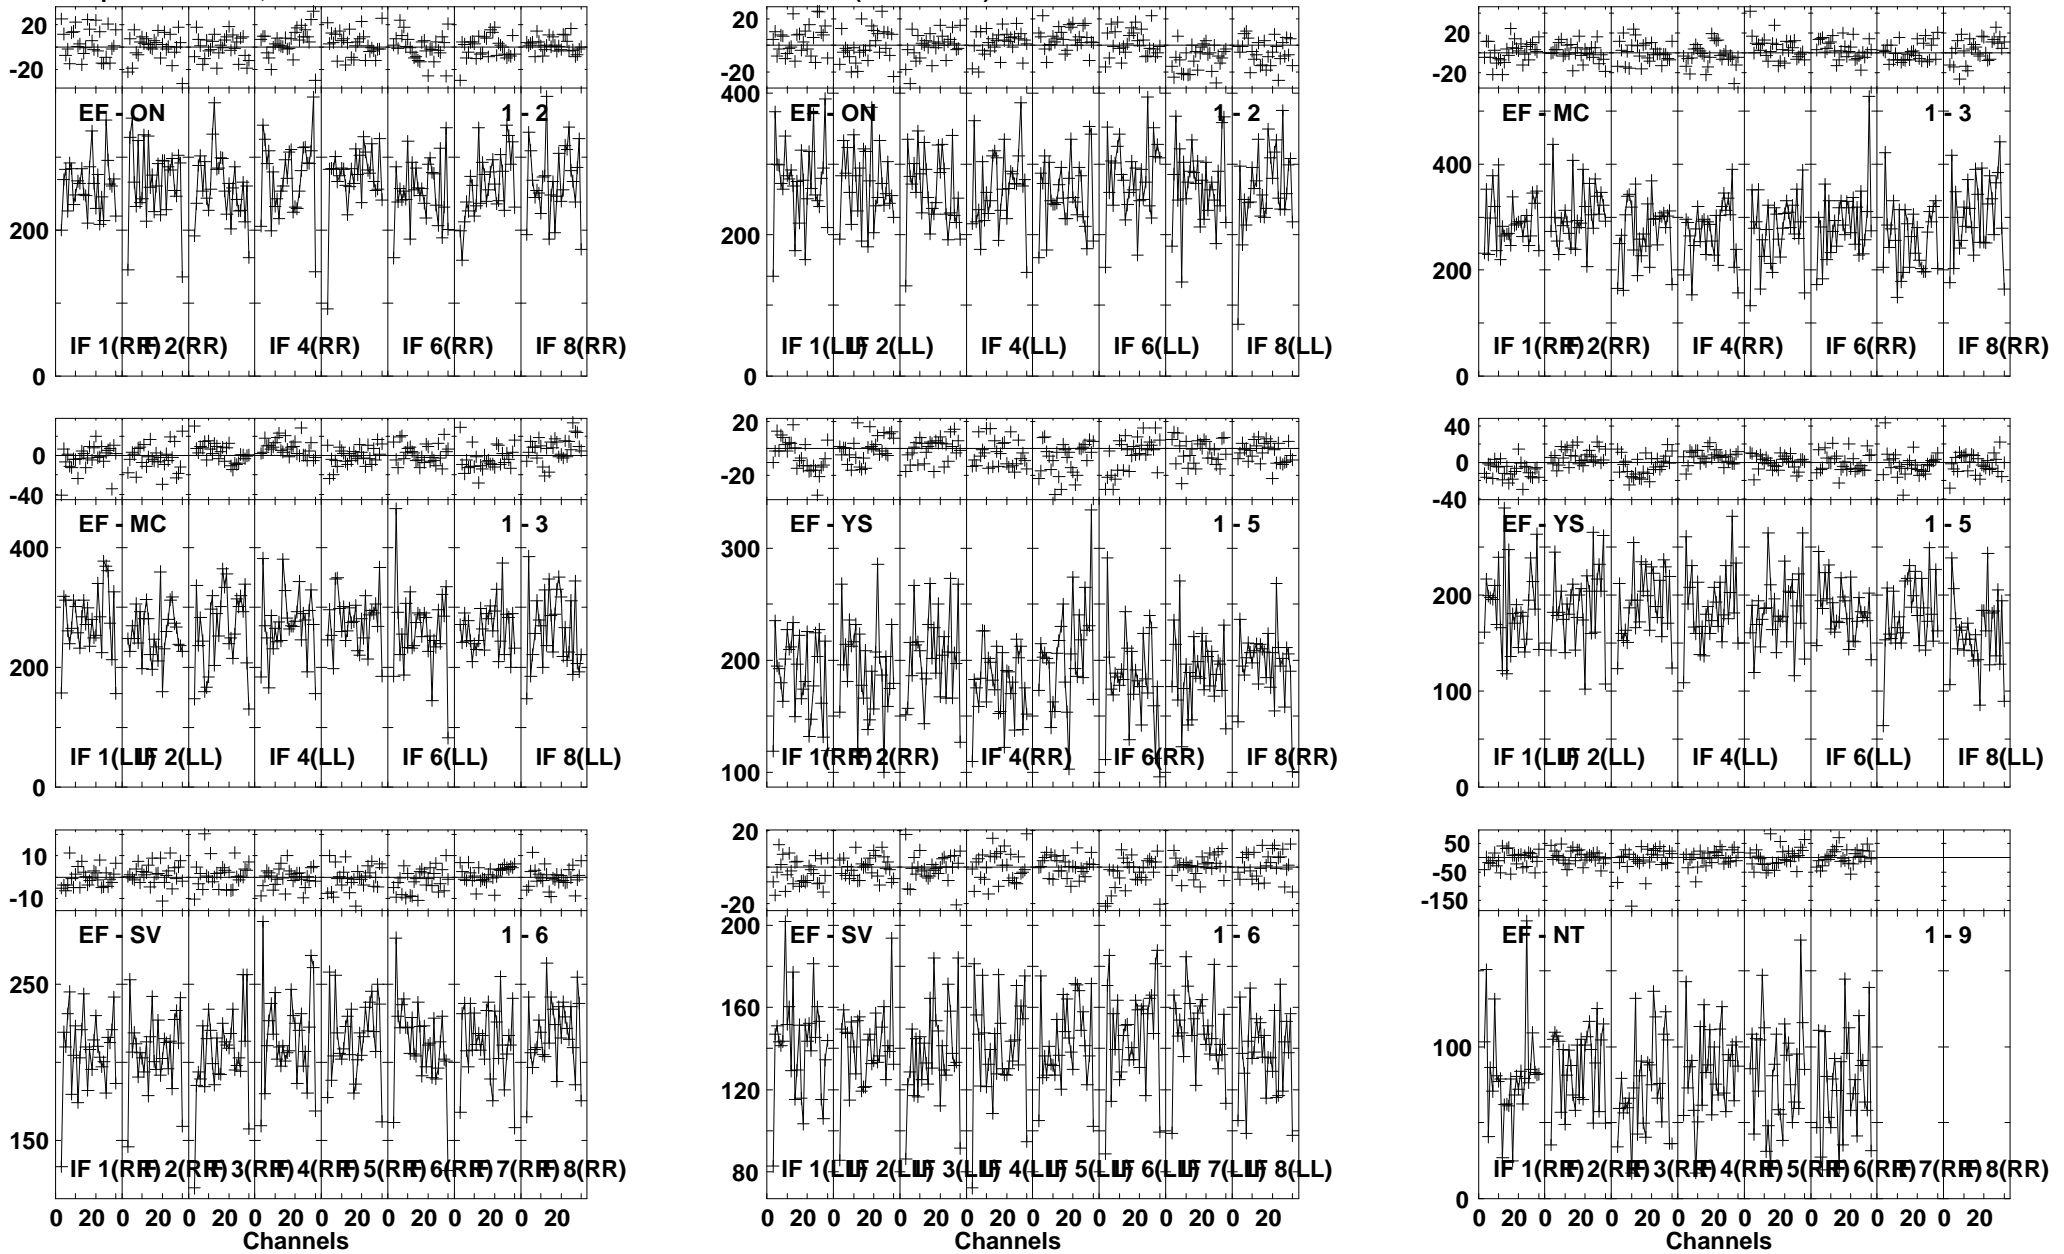 20
-20
EF - ON 1 - 2
200
0
IF 1(RR) IF 2(RR) IF 4(RR) IF 6(RR) IF 8(RR)
20
-20
400
EF - ON 1 - 2
200
0
IF 1(LL) IF 2(LL) IF 4(LL) IF 6(LL) IF 8(LL)
20
-20
EF - MC 1 - 3
400
200
0
IF 1(RR) IF 2(RR) IF 4(RR) IF 6(RR) IF 8(RR)
0
-40
EF - MC 1 - 3
400
200
IF 1(LL) IF 2(LL) IF 4(LL) IF 6(LL) IF 8(LL)
0
20
-20
EF - YS 1 - 5
300
200
IF 1(RR) IF 2(RR) IF 4(RR) IF 6(RR) IF 8(RR)
100
40
0
-40
EF - YS 1 - 5
200
100
IF 1(LL) IF 2(LL) IF 4(LL) IF 6(LL) IF 8(LL)
0
10
-10
EF - SV 1 - 6
250
150
IF 1(RR) IF 2(RR) IF 3(RR) IF 4(RR) IF 5(RR) IF 6(RR) IF 7(RR) IF 8(RR)
0 20 0 20 0 20 0 20 0 20 0 20 0 20 0 20
Channels
20
-20
200
EF - SV 1 - 6
160
120
80
IF 1(LL) IF 2(LL) IF 3(LL) IF 4(LL) IF 5(LL) IF 6(LL) IF 7(LL) IF 8(LL)
0 20 0 20 0 20 0 20 0 20 0 20 0 20 0 20
Channels
50
-50
-150
EF - NT 1 - 9
100
IF 1(RR) IF 2(RR) IF 3(RR) IF 4(RR) IF 5(RR) IF 6(RR) IF 7(RR) IF 8(RR)
0
0 20 0 20 0 20 0 20 0 20 0 20 0 20 0 20
Channels